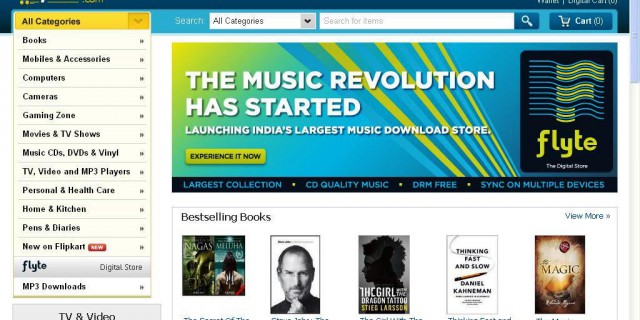 .com
Wallet | Digital Cart (0)
All Categories
Search: All Categories Search for items Cart (0)
Books »
Mobiles & Accessories »
Computers »
Cameras »
Gaming Zone »
Movies & TV Shows »
Music CDs, DVDs & Vinyl »
TV, Video and MP3 Players »
Personal & Health Care »
Home & Kitchen »
Pens & Diaries »
New on Flipkart NEW »
flyte Digital Store
MP3 Downloads »
TV & Video
THE MUSIC REVOLUTION
HAS STARTED
LAUNCHING INDIA'S LARGEST MUSIC DOWNLOAD STORE.
EXPERIENCE IT NOW
flyte
The Digital Store
LARGEST COLLECTION • CD QUALITY MUSIC • DRM FREE • SYNC ON MULTIPLE DEVICES
Bestselling Books View More »
NAGAS MELUHA
Steve Jobs
THE GIRL WITH THE
DRAGON TATTOO
STIEG LARSSON
THINKING
FAST AND SLOW
DANIEL
KAHNEMAN
The
MAGIC
The Secret Of The
Steve Jobs: The
The Girl With The
Thinking Fast and
The Magic